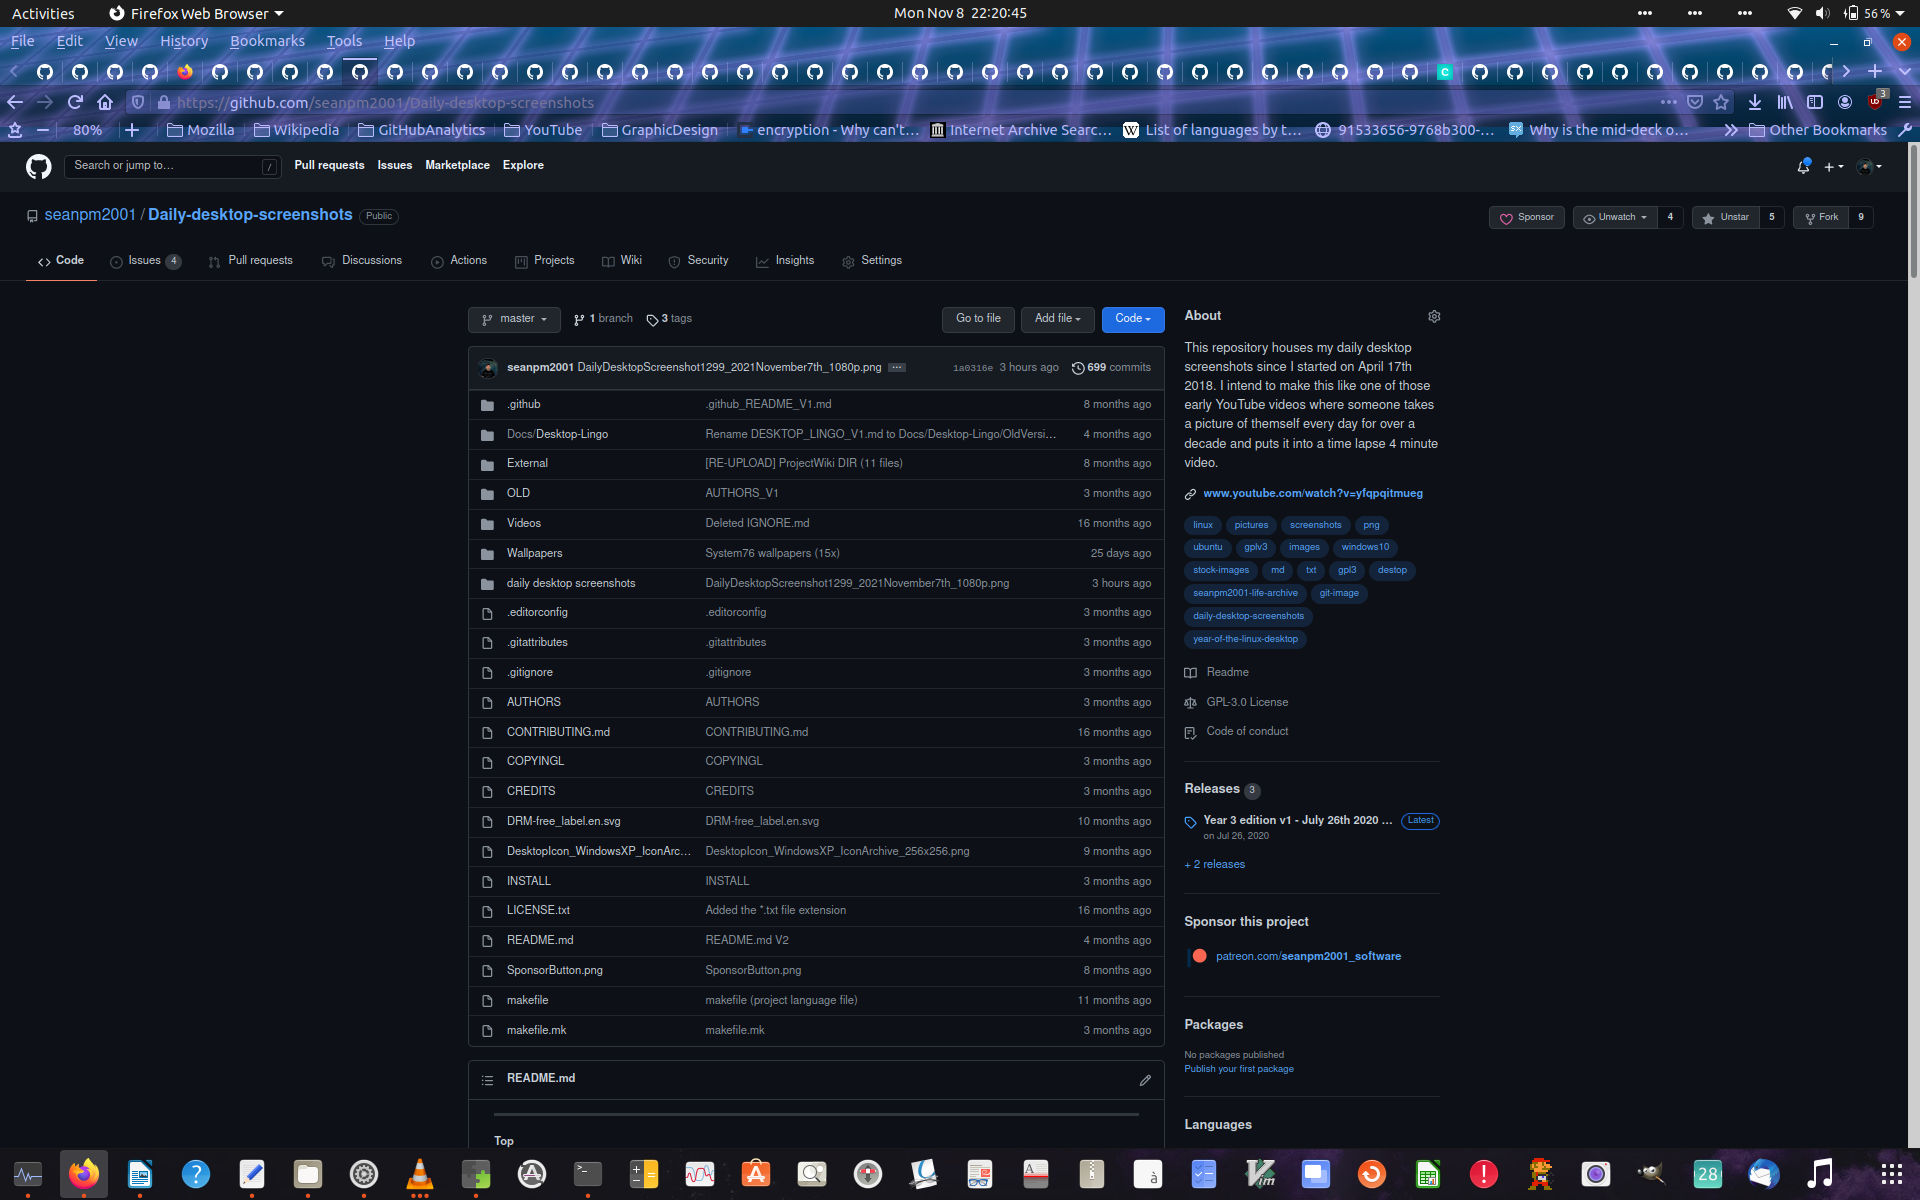 Activities Firefox Web Browser Mon Nov 8 22:20:45 56 %
File Edit View History Bookmarks Tools Help
https://github.com/seanpm2001/Daily-desktop-screenshots 3
80% Mozilla Wikipedia GitHubAnalytics YouTube GraphicDesign encryption - Why can't… Internet Archive Searc… List of languages by t… 91533656-9768b300-… Why is the mid-deck o… Other Bookmarks
Search or jump to… / Pull requests Issues Marketplace Explore
seanpm2001 / Daily-desktop-screenshots Public Sponsor Unwatch 4 Unstar 5 Fork 9
Code Issues 4 Pull requests Discussions Actions Projects Wiki Security Insights Settings
master 1 branch 3 tags Go to file Add file Code
seanpm2001 DailyDesktopScreenshot1299_2021November7th_1080p.png ... 1a0316e 3 hours ago 699 commits
.github .github_README_V1.md 8 months ago
Docs/Desktop-Lingo Rename DESKTOP_LINGO_V1.md to Docs/Desktop-Lingo/OldVersi… 4 months ago
External [RE-UPLOAD] ProjectWiki DIR (11 files) 8 months ago
OLD AUTHORS_V1 3 months ago
Videos Deleted IGNORE.md 16 months ago
Wallpapers System76 wallpapers (15x) 25 days ago
daily desktop screenshots DailyDesktopScreenshot1299_2021November7th_1080p.png 3 hours ago
.editorconfig .editorconfig 3 months ago
.gitattributes .gitattributes 3 months ago
.gitignore .gitignore 3 months ago
AUTHORS AUTHORS 3 months ago
CONTRIBUTING.md CONTRIBUTING.md 16 months ago
COPYINGL COPYINGL 3 months ago
CREDITS CREDITS 3 months ago
DRM-free_label.en.svg DRM-free_label.en.svg 10 months ago
DesktopIcon_WindowsXP_IconArc… DesktopIcon_WindowsXP_IconArchive_256x256.png 9 months ago
INSTALL INSTALL 3 months ago
LICENSE.txt Added the *.txt file extension 16 months ago
README.md README.md V2 4 months ago
SponsorButton.png SponsorButton.png 8 months ago
makefile makefile (project language file) 11 months ago
makefile.mk makefile.mk 3 months ago
README.md
Top
About
This repository houses my daily desktop
screenshots since I started on April 17th
2018. I intend to make this like one of those
early YouTube videos where someone takes
a picture of themself every day for over a
decade and puts it into a time lapse 4 minute
video.
www.youtube.com/watch?v=yfqpqitmueg
linux pictures screenshots png
ubuntu gplv3 images windows10
stock-images md txt gpl3 destop
seanpm2001-life-archive git-image
daily-desktop-screenshots
year-of-the-linux-desktop
Readme
GPL-3.0 License
Code of conduct
Releases 3
Year 3 edition v1 - July 26th 2020 ... Latest
on Jul 26, 2020
+ 2 releases
Sponsor this project
patreon.com/seanpm2001_software
Packages
No packages published
Publish your first package
Languages
28